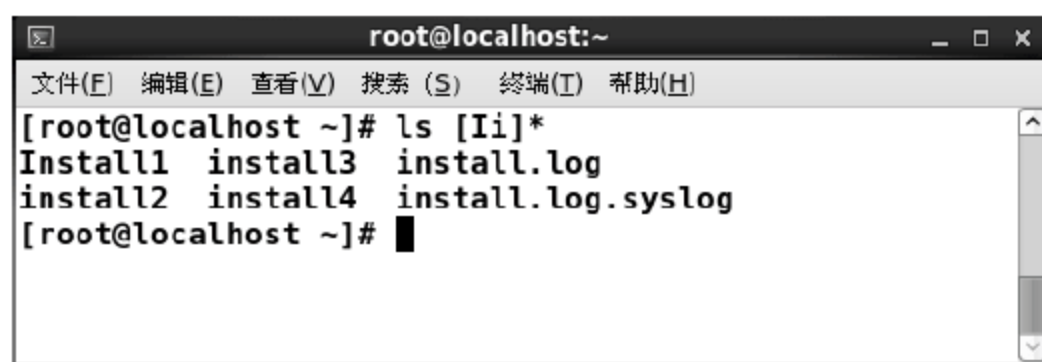 root@localhost:~
文件(F) 编辑(E) 查看(V) 搜索 (S) 终端(T) 帮助(H)
[root@localhost ~]# ls [Ii]*
Install1 install3 install.log
install2 install4 install.log.syslog
[root@localhost ~]#